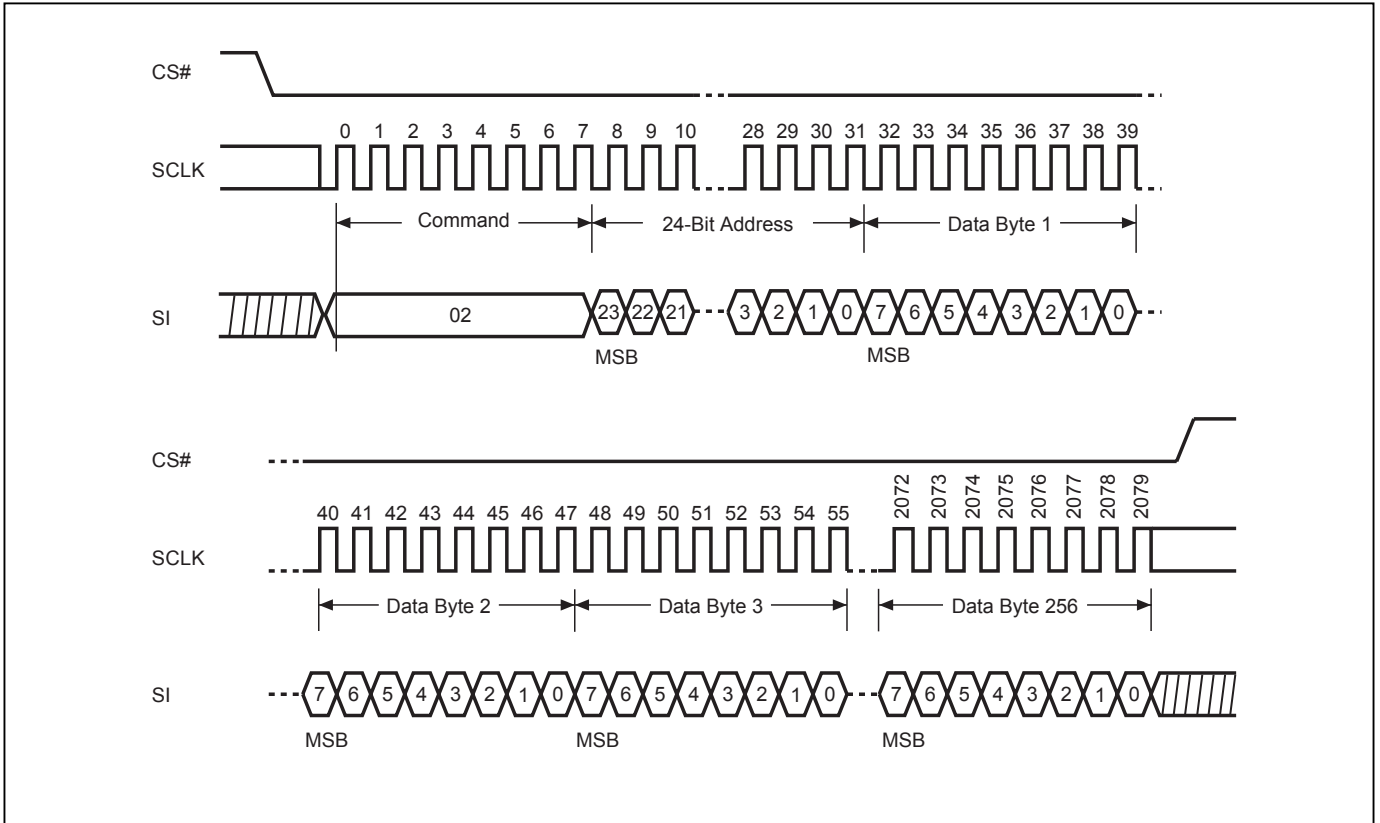 CS#
0 1 2 3 4 5 6 7 8 9 10 28 29 30 31 32 33 34 35 36 37 38 39
SCLK
Command 24-Bit Address Data Byte 1
SI 02 23 22 21 3 2 1 0 7 6 5 4 3 2 1 0
MSB MSB
CS#
40 41 42 43 44 45 46 47 48 49 50 51 52 53 54 55 2072 2073 2074 2075 2076 2077 2078 2079
SCLK
Data Byte 2 Data Byte 3 Data Byte 256
SI 7 6 5 4 3 2 1 0 7 6 5 4 3 2 1 0 7 6 5 4 3 2 1 0
MSB MSB MSB